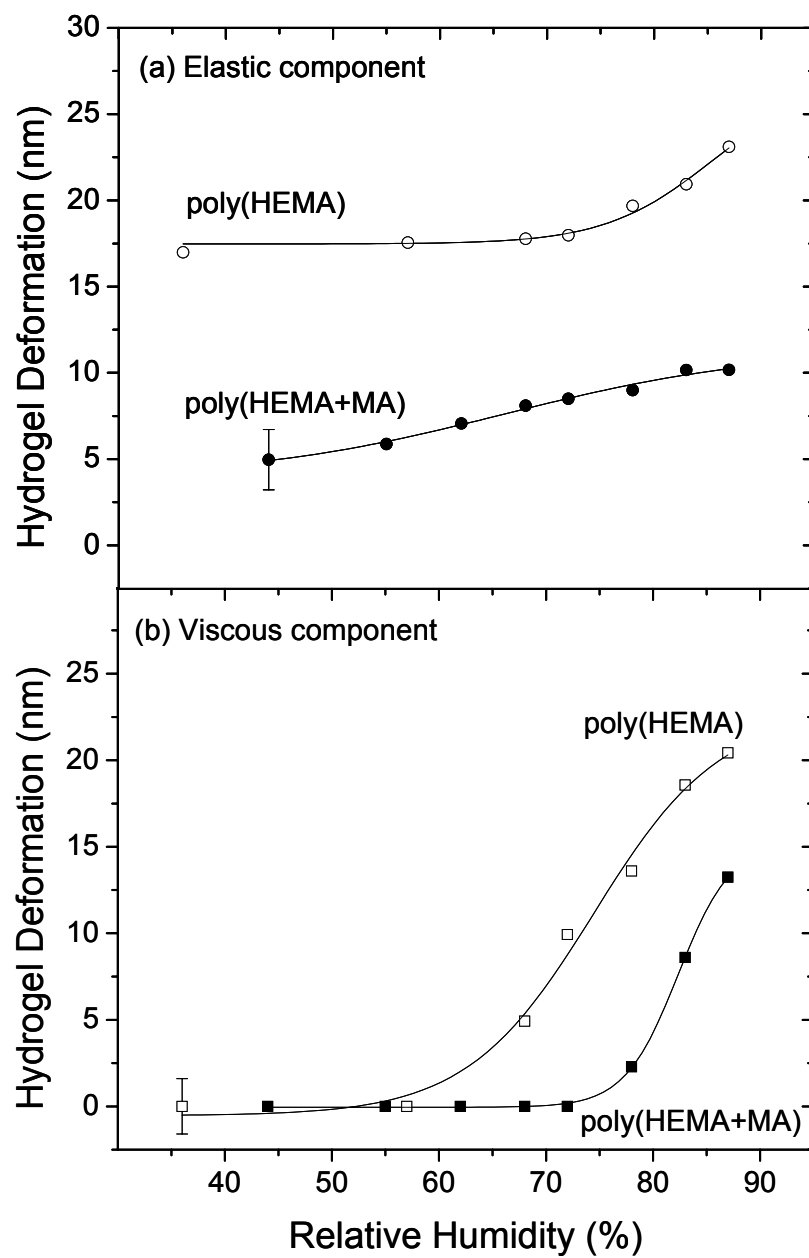 30
(a) Elastic component
25
poly(HEMA)
20
15
10
poly(HEMA+MA)
5
0
Hydrogel Deformation (nm)
(b) Viscous component
25
poly(HEMA)
20
15
10
5
0
poly(HEMA+MA)
Hydrogel Deformation (nm)
40 50 60 70 80 90
Relative Humidity (%)